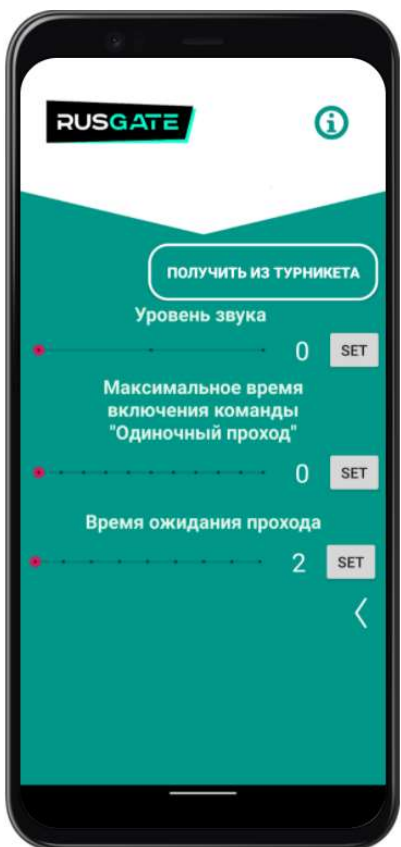 RUSGATE
ПОЛУЧИТЬ ИЗ ТУРНИКЕТА
Уровень звука
0 SET
Максимальное время
включения команды
"Одиночный проход"
0 SET
Время ожидания прохода
2 SET